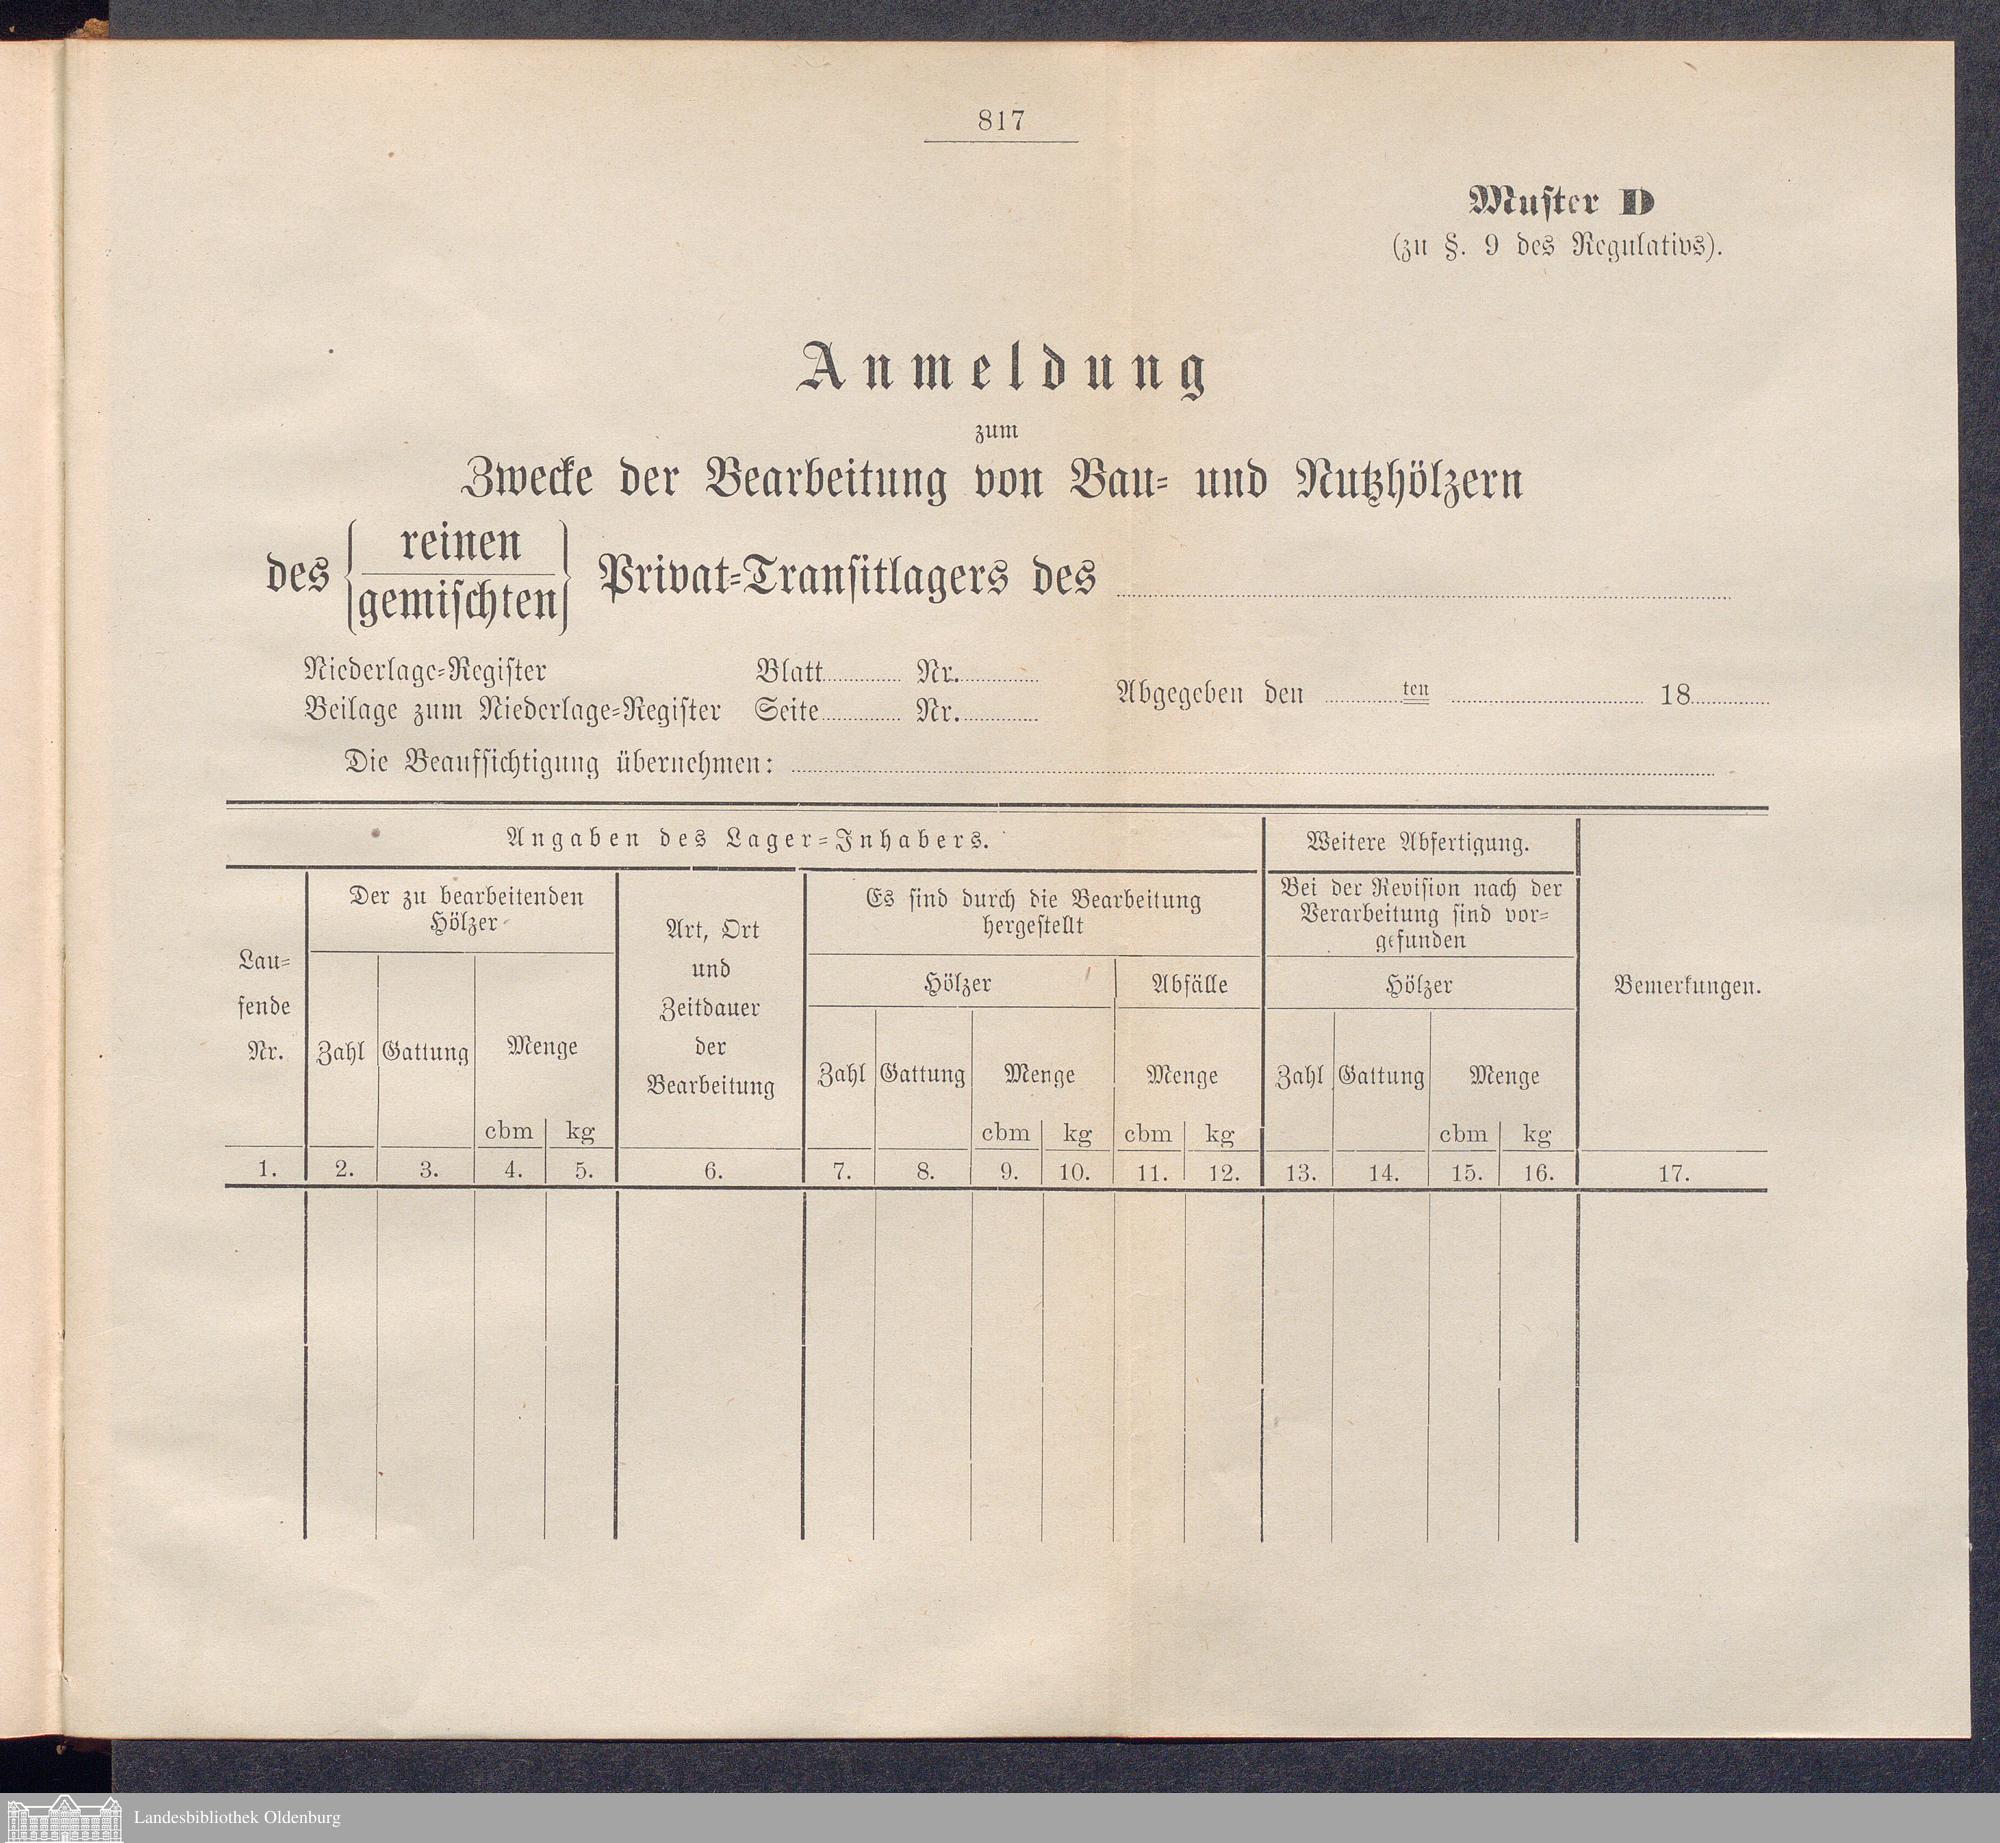 817
Muster D
(zu §. 9 des Regulativs).
Anmeldung
zum
Zwecke der Bearbeitung von Bau- und Nutzhölzern
des { reinen
gemischten } Privat-Transitlagers des
Niederlage-Register Blatt Nr.
Beilage zum Niederlage-Register Seite Nr.
Abgegeben den ten 18
Die Beaufsichtigung übernehmen:
Angaben des Lager-Inhabers.
Weitere Abfertigung.
Lau-
fende
Nr.
Der zu bearbeitenden
Hölzer
Zahl
Gattung
Menge
cbm
kg
Art, Ort
und
Zeitdauer
der
Bearbeitung
Es sind durch die Bearbeitung
hergestellt
Hölzer
Abfälle
Zahl
Gattung
Menge
cbm
kg
Menge
cbm
kg
Bei der Revision nach der
Verarbeitung sind vor-
gefunden
Hölzer
Zahl
Gattung
Menge
cbm
kg
Bemerkungen.
1. 2. 3. 4. 5. 6. 7. 8. 9. 10. 11. 12. 13. 14. 15. 16. 17.
Landesbibliothek Oldenburg